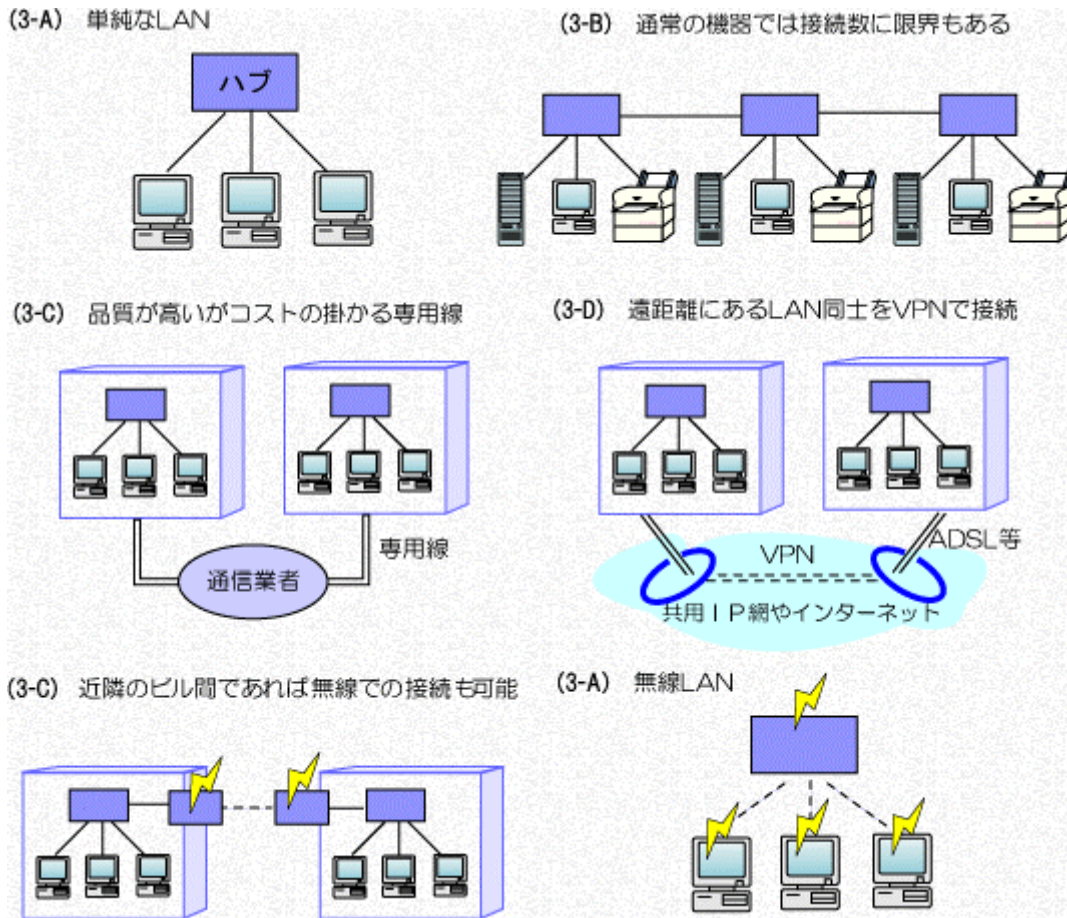 (3-A) 単純なLAN
ハブ
(3-B) 通常の機器では接続数に限界もある
(3-C) 品質が高いがコストの掛かる専用線
専用線
通信業者
(3-D) 遠距離にあるLAN同士をVPNで接続
ADSL等
VPN
共用IP網やインターネット
(3-C) 近隣のビル間であれば無線での接続も可能
(3-A) 無線LAN